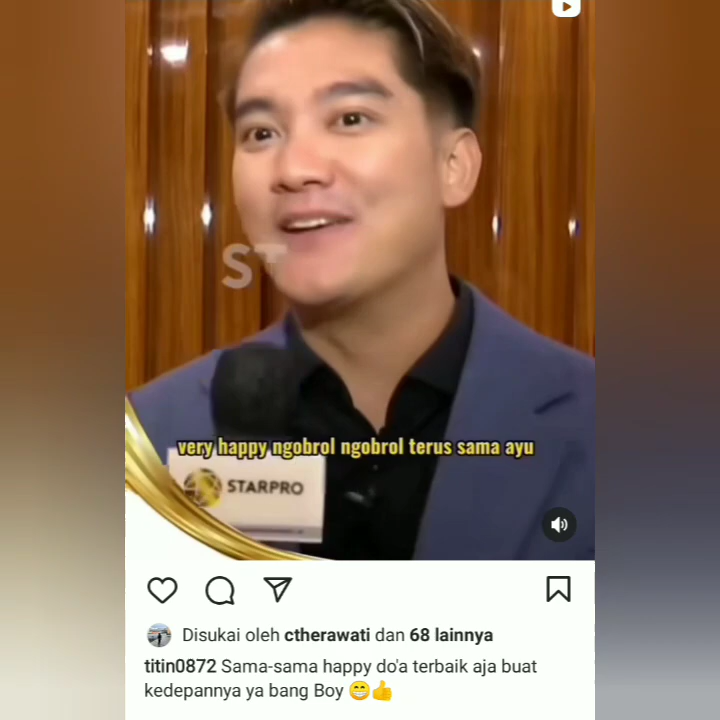 ST
very happy ngobrol ngobrol terus sama ayu
STARPRO
Disukai oleh ctherawati dan 68 lainnya
titin0872 Sama-sama happy do'a terbaik aja buat
kedepannya ya bang Boy 😁👍